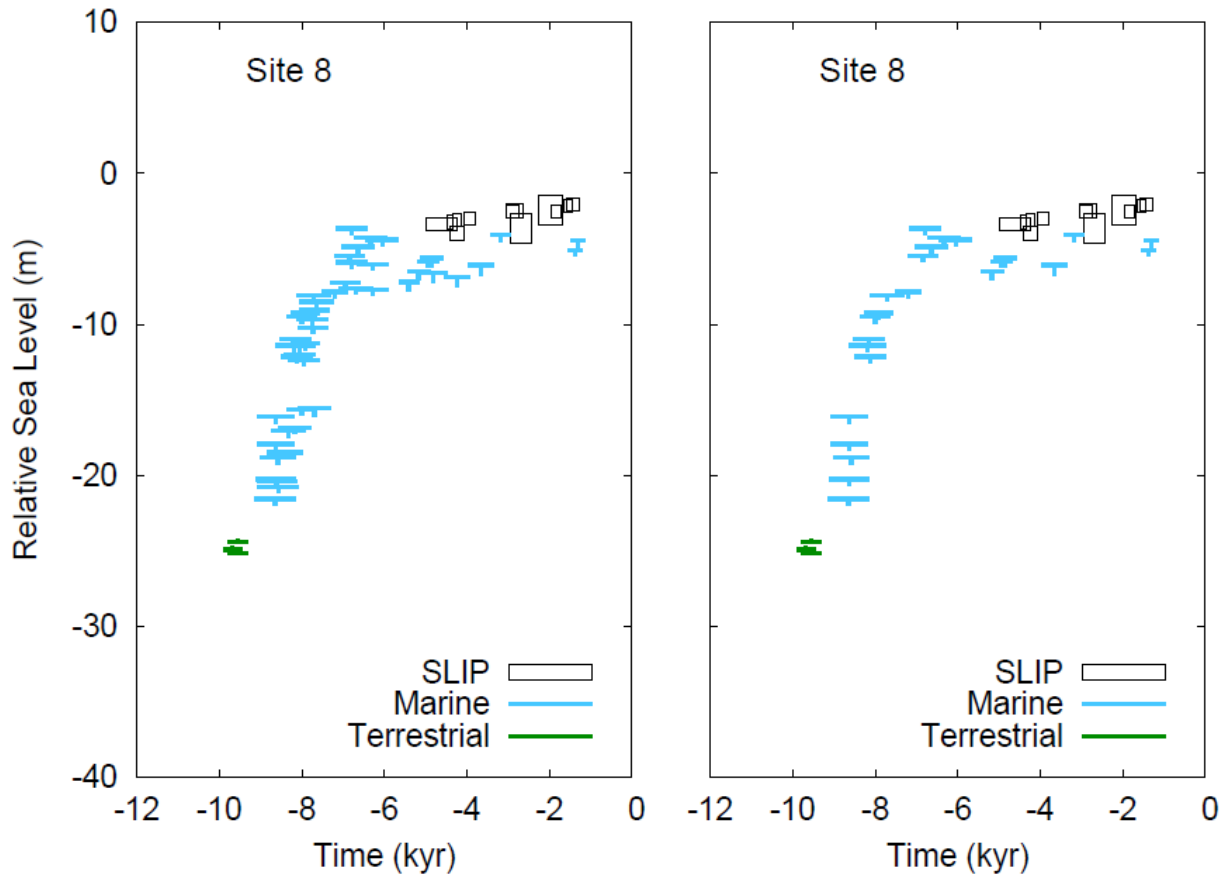 Relative Sea Level (m)
10
0
-10
-20
-30
-40
Site 8
SLIP
Marine
Terrestrial
-12 -10 -8 -6 -4 -2 0
Time (kyr)
Site 8
SLIP
Marine
Terrestrial
-12 -10 -8 -6 -4 -2 0
Time (kyr)